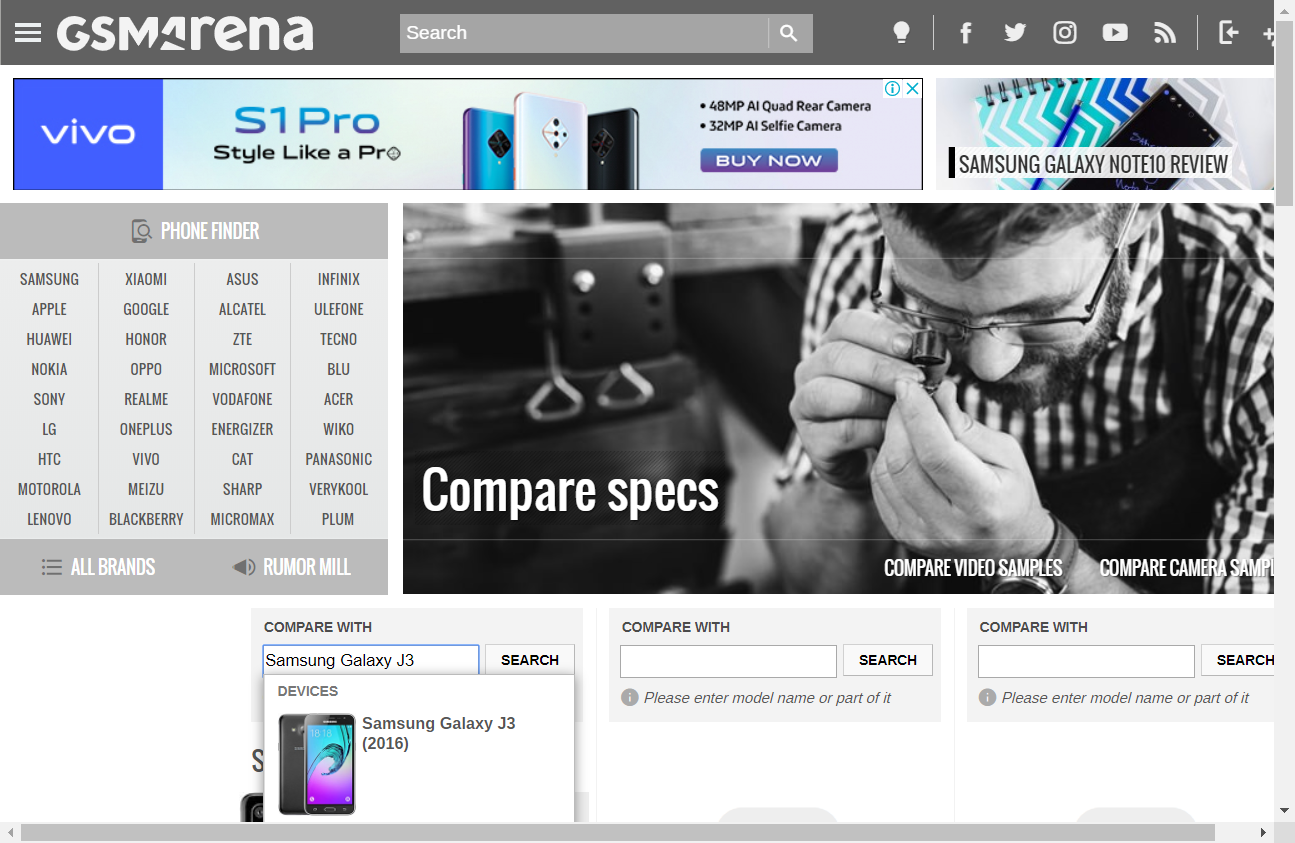 GSMArena
Search
vivo
S1 Pro
Style Like a Pro
• 48MP AI Quad Rear Camera
• 32MP AI Selfie Camera
BUY NOW
SAMSUNG GALAXY NOTE10 REVIEW
PHONE FINDER
SAMSUNG XIAOMI ASUS INFINIX
APPLE GOOGLE ALCATEL ULEFONE
HUAWEI HONOR ZTE TECNO
NOKIA OPPO MICROSOFT BLU
SONY REALME VODAFONE ACER
LG ONEPLUS ENERGIZER WIKO
HTC VIVO CAT PANASONIC
MOTOROLA MEIZU SHARP VERYKOOL
LENOVO BLACKBERRY MICROMAX PLUM
ALL BRANDS RUMOR MILL
Compare specs
COMPARE VIDEO SAMPLES COMPARE CAMERA SAMPL
COMPARE WITH
Samsung Galaxy J3 SEARCH
DEVICES
Samsung Galaxy J3
(2016)
COMPARE WITH
SEARCH
Please enter model name or part of it
COMPARE WITH
SEARCH
Please enter model name or part of it